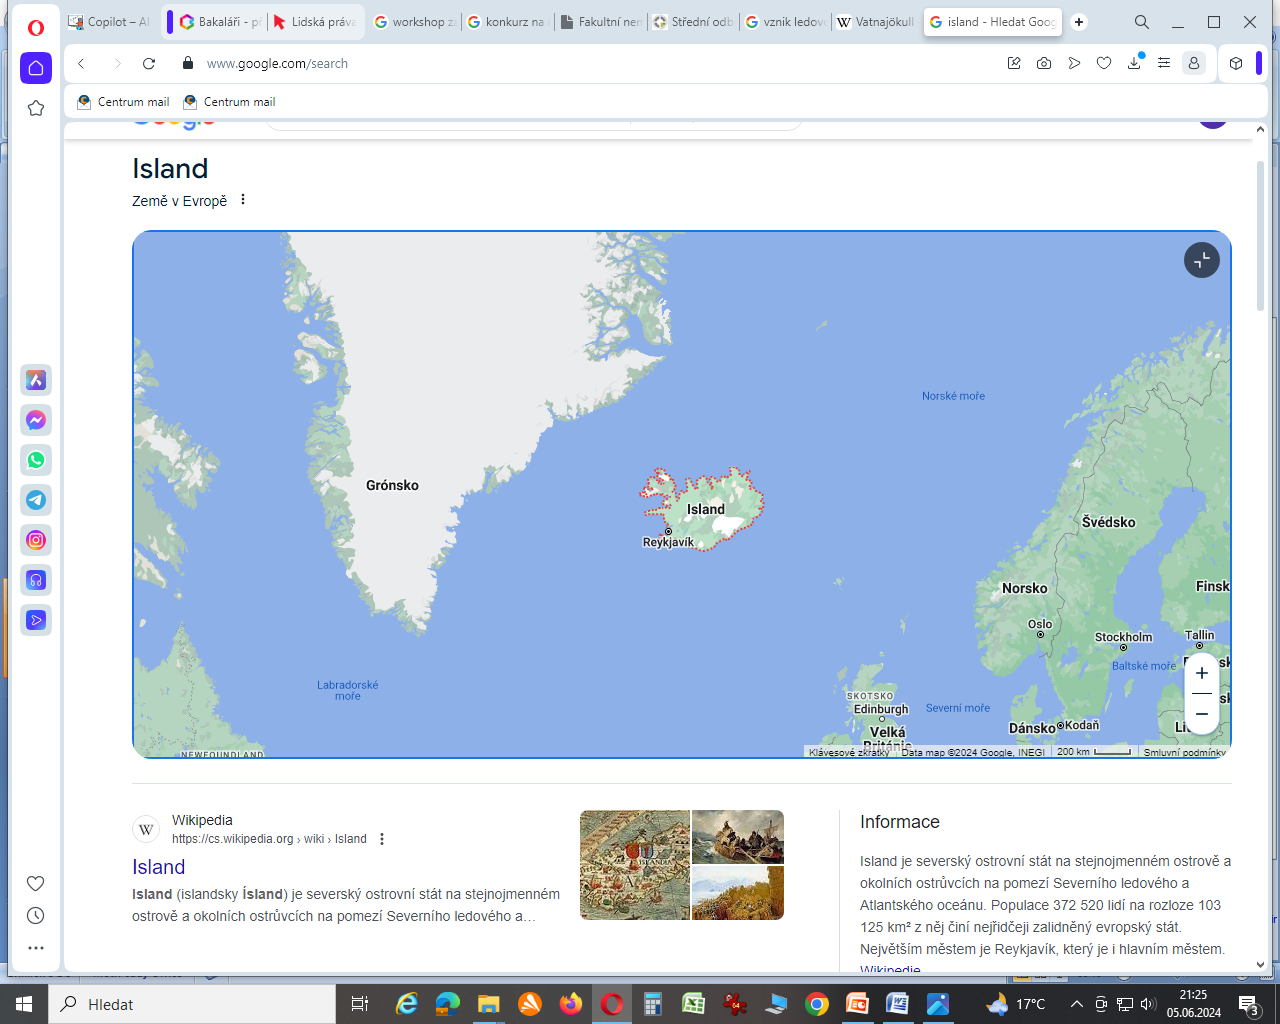 Copilot – A
Bakaláři - př
Lidská práva
workshop za
konkurz na
Fakultní nem
Střední odb
vznik ledov
Vatnajökull
island - Hledat Goog
www.google.com/search
Centrum mail
Centrum mail
Island
Země v Evropě
Norské moře
Grónsko
Island
Reykjavík
Švédsko
Norsko
Finsk
Oslo
Stockholm
Tallin
Baltské moře
Labradorské
moře
SKOTSKO
Edinburgh
Severní moře
Velká
Británie
Dánsko
Kodaň
NEWFOUNDLAND
Klávesové zkratky
Data map ©2024 Google, INEGI
200 km
Smluvní podmínky
Wikipedia
https://cs.wikipedia.org › wiki › Island
Island
Island (islandsky Ísland) je severský ostrovní stát na stejnojmenném
ostrově a okolních ostrůvcích na pomezí Severního ledového a…
Informace
Island je severský ostrovní stát na stejnojmenném ostrově a
okolních ostrůvcích na pomezí Severního ledového a
Atlantského oceánu. Populace 372 520 lidí na rozloze 103
125 km² z něj činí nejřidčeji zalidněný evropský stát.
Největším městem je Reykjavík, který je i hlavním městem.
Wikipedie
Hledat
17°C
21:25
05.06.2024
3